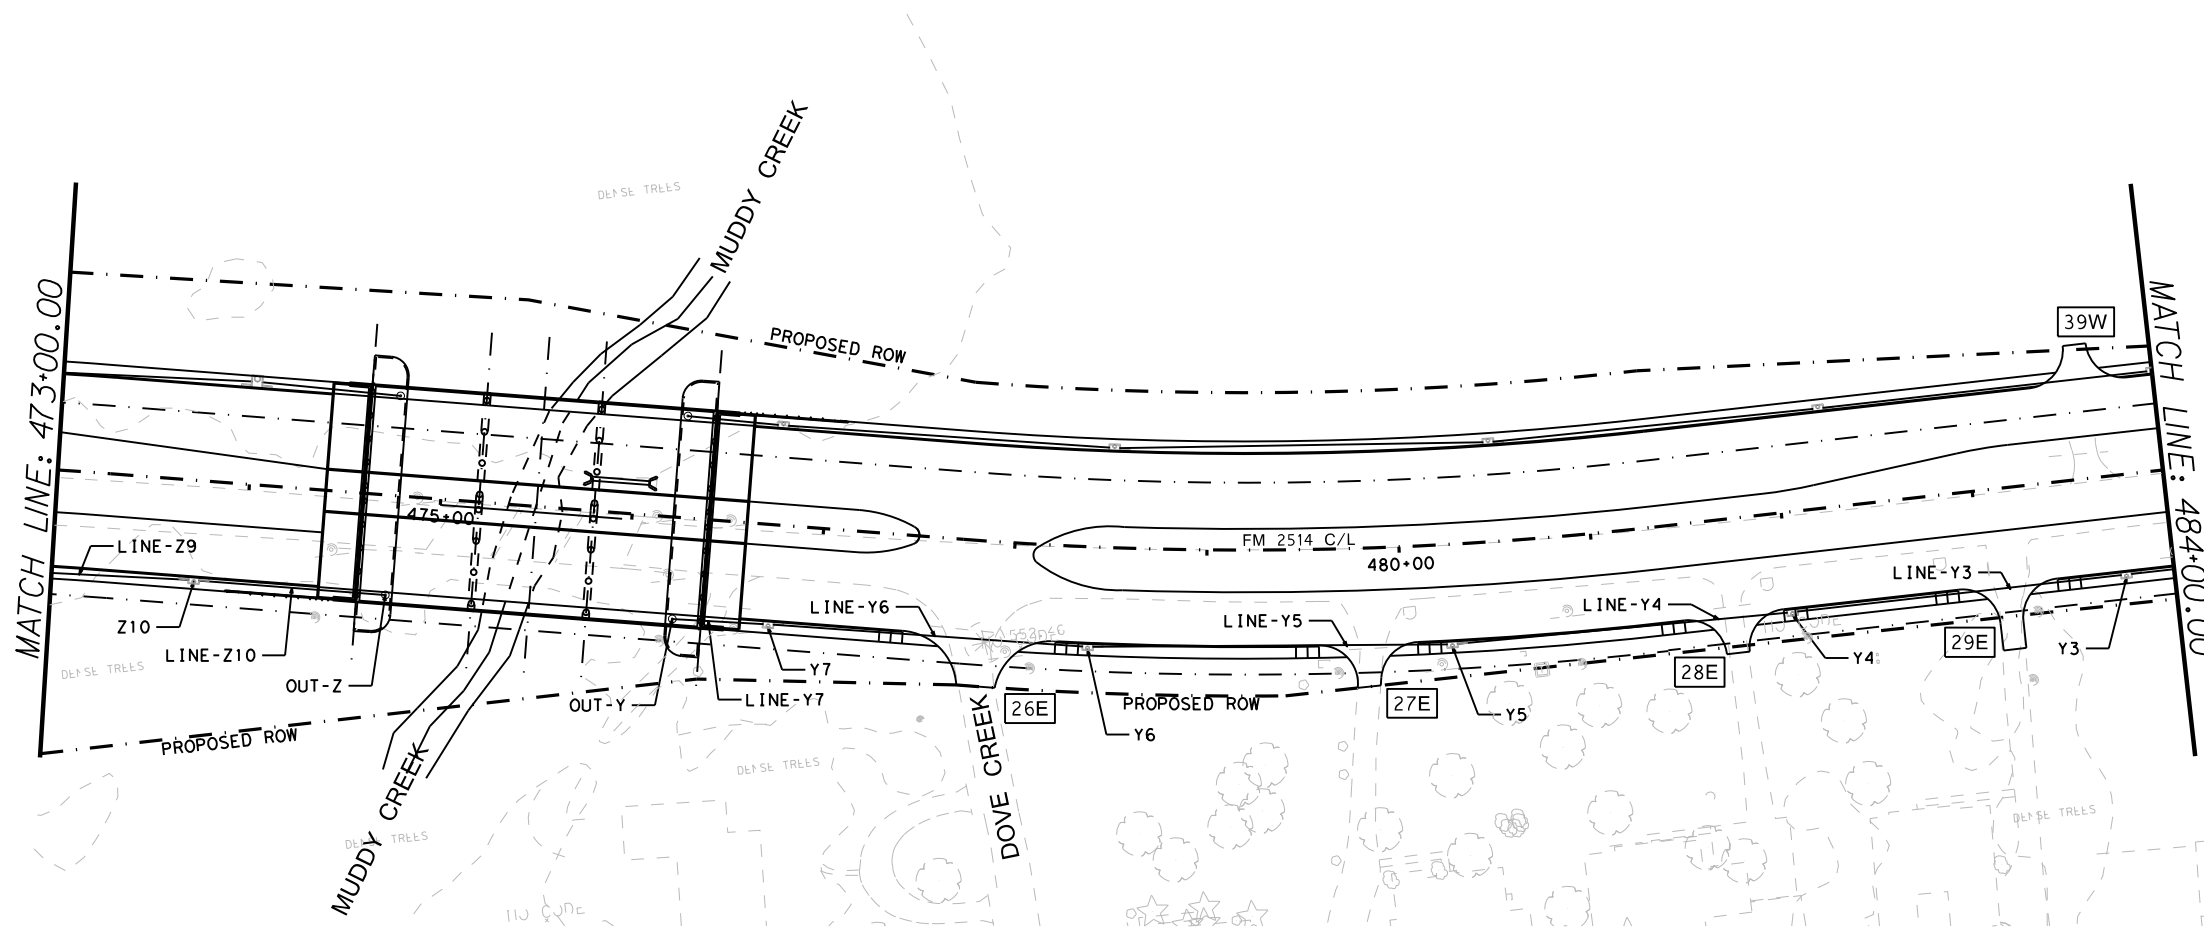 MUDDY CREEK
DENSE TREES
MATCH LINE: 473+00.00
PROPOSED ROW
39W
MATCH LINE: 484+00.00
475+00
FM 2514 C/L
480+00
LINE-Z9
Z10
LINE-Z10
OUT-Z
LINE-Y6
LINE-Y5
LINE-Y4
LINE-Y3
Y7
LINE-Y7
OUT-Y
26E
PROPOSED ROW
Y6
27E
Y5
28E
Y4
29E
Y3
DENSE TREES
PROPOSED ROW
MUDDY CREEK
DENSE TREES
DENSE TREES
DOVE CREEK
DENSE TREES